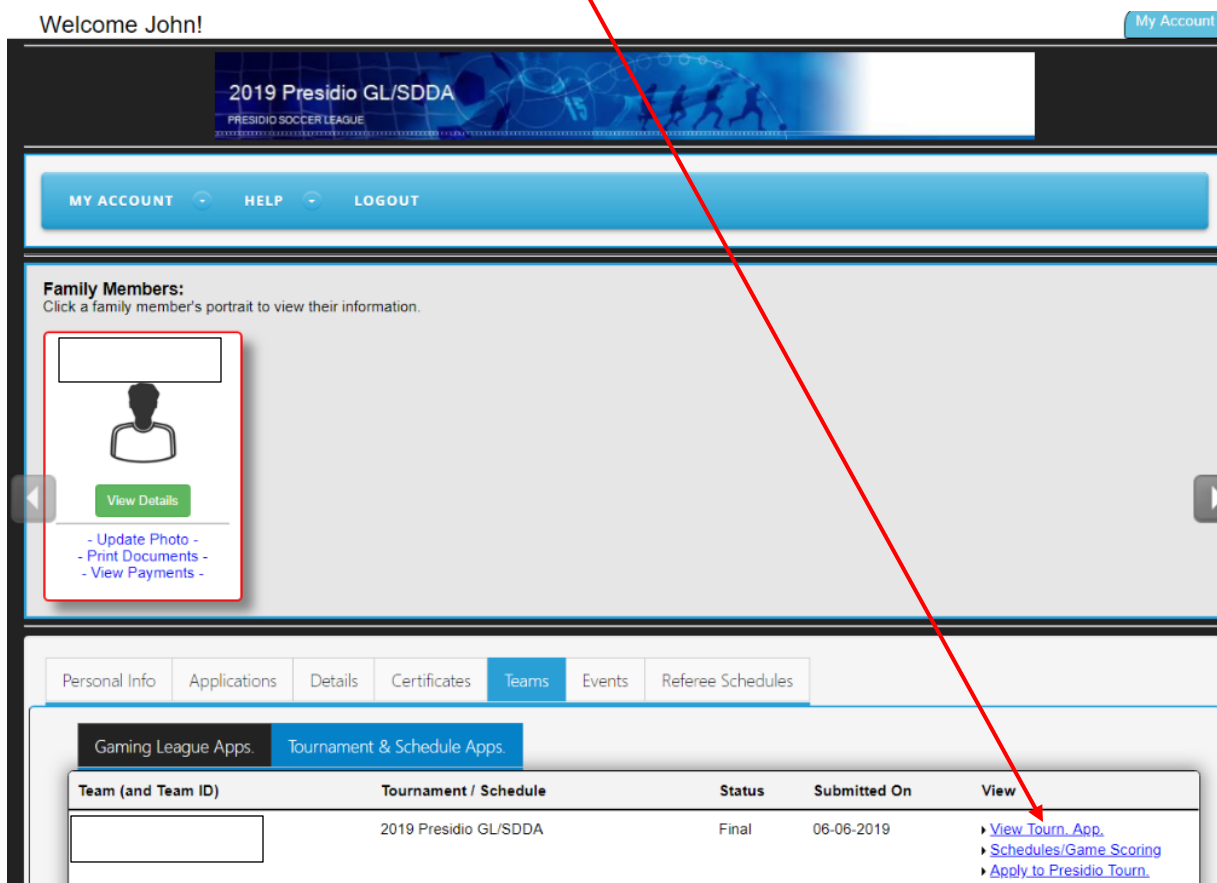 Welcome John!
My Account
2019 Presidio GL/SDDA
PRESIDIO SOCCER LEAGUE
MY ACCOUNT HELP LOGOUT
Family Members:
Click a family member's portrait to view their information.
View Details
- Update Photo -
- Print Documents -
- View Payments -
Personal Info Applications Details Certificates Teams Events Referee Schedules
Gaming League Apps. Tournament & Schedule Apps.
Team (and Team ID) Tournament / Schedule Status Submitted On View
2019 Presidio GL/SDDA Final 06-06-2019 View Tourn. App.
Schedules/Game Scoring
Apply to Presidio Tourn.